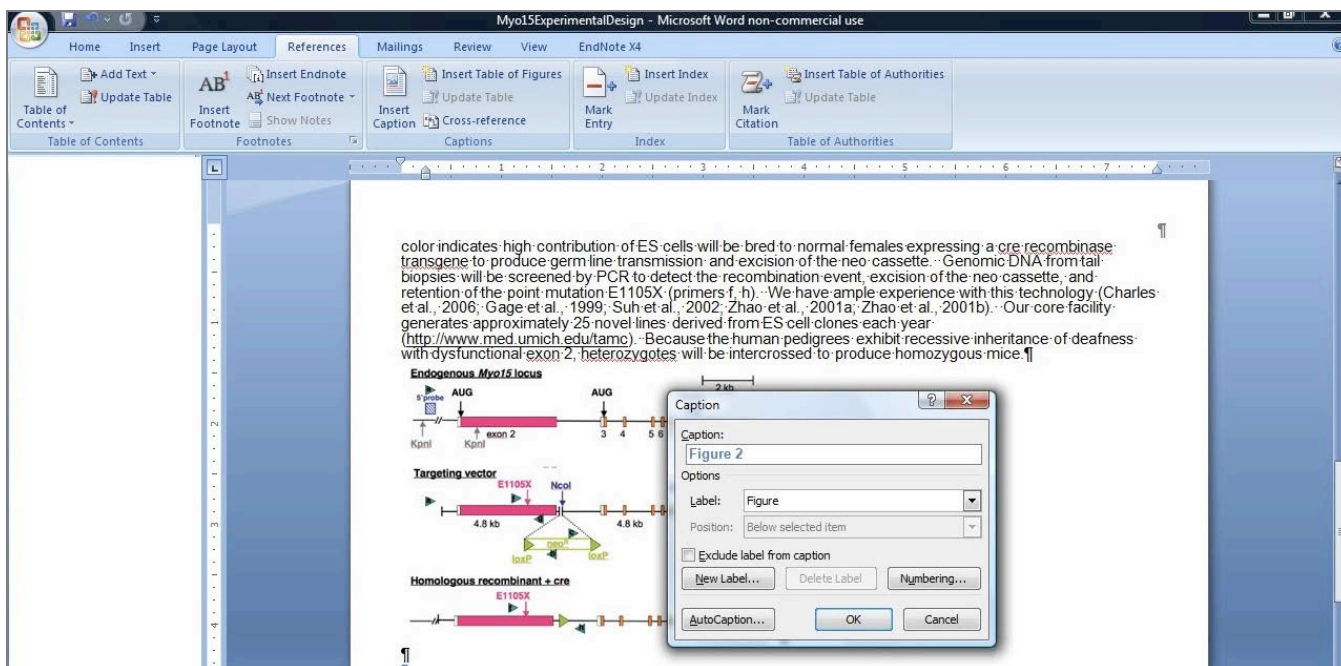 Myo15ExperimentalDesign - Microsoft Word non-commercial use
Home Insert Page Layout References Mailings Review View EndNote X4
Table of Contents
Add Text
Update Table
Table of Contents
AB1
Insert Footnote
Insert Endnote
Next Footnote
Show Notes
Footnotes
Insert Caption
Insert Table of Figures
Update Table
Cross-reference
Captions
Mark Entry
Insert Index
Update Index
Index
Mark Citation
Insert Table of Authorities
Update Table
Table of Authorities
L
1 2 3 4 5 6 7
color indicates high contribution of ES cells will be bred to normal females expressing a cre recombinase
transgene to produce germ line transmission and excision of the neo cassette. Genomic DNA from tail
biopsies will be screened by PCR to detect the recombination event, excision of the neo cassette, and
retention of the point mutation E1105X (primers f, h). We have ample experience with this technology (Charles
et al., 2006; Gage et al., 1999; Suh et al., 2002; Zhao et al., 2001a; Zhao et al., 2001b). Our core facility
generates approximately 25 novel lines derived from ES cell clones each year
(http://www.med.umich.edu/tamc). Because the human pedigrees exhibit recessive inheritance of deafness
with dysfunctional exon 2, heterozygotes will be intercrossed to produce homozygous mice.¶
Endogenous Myo15 locus
2 kb
5'probe AUG AUG
exon 2 3 4 5 6
KpnI KpnI
Targeting vector
E1105X NcoI
4.8 kb 4.8 kb
neoR
loxP loxP
Homologous recombinant + cre
E1105X
¶
Caption
Caption:
Figure 2
Options
Label: Figure
Position: Below selected item
Exclude label from caption
New Label... Delete Label Numbering...
AutoCaption... OK Cancel